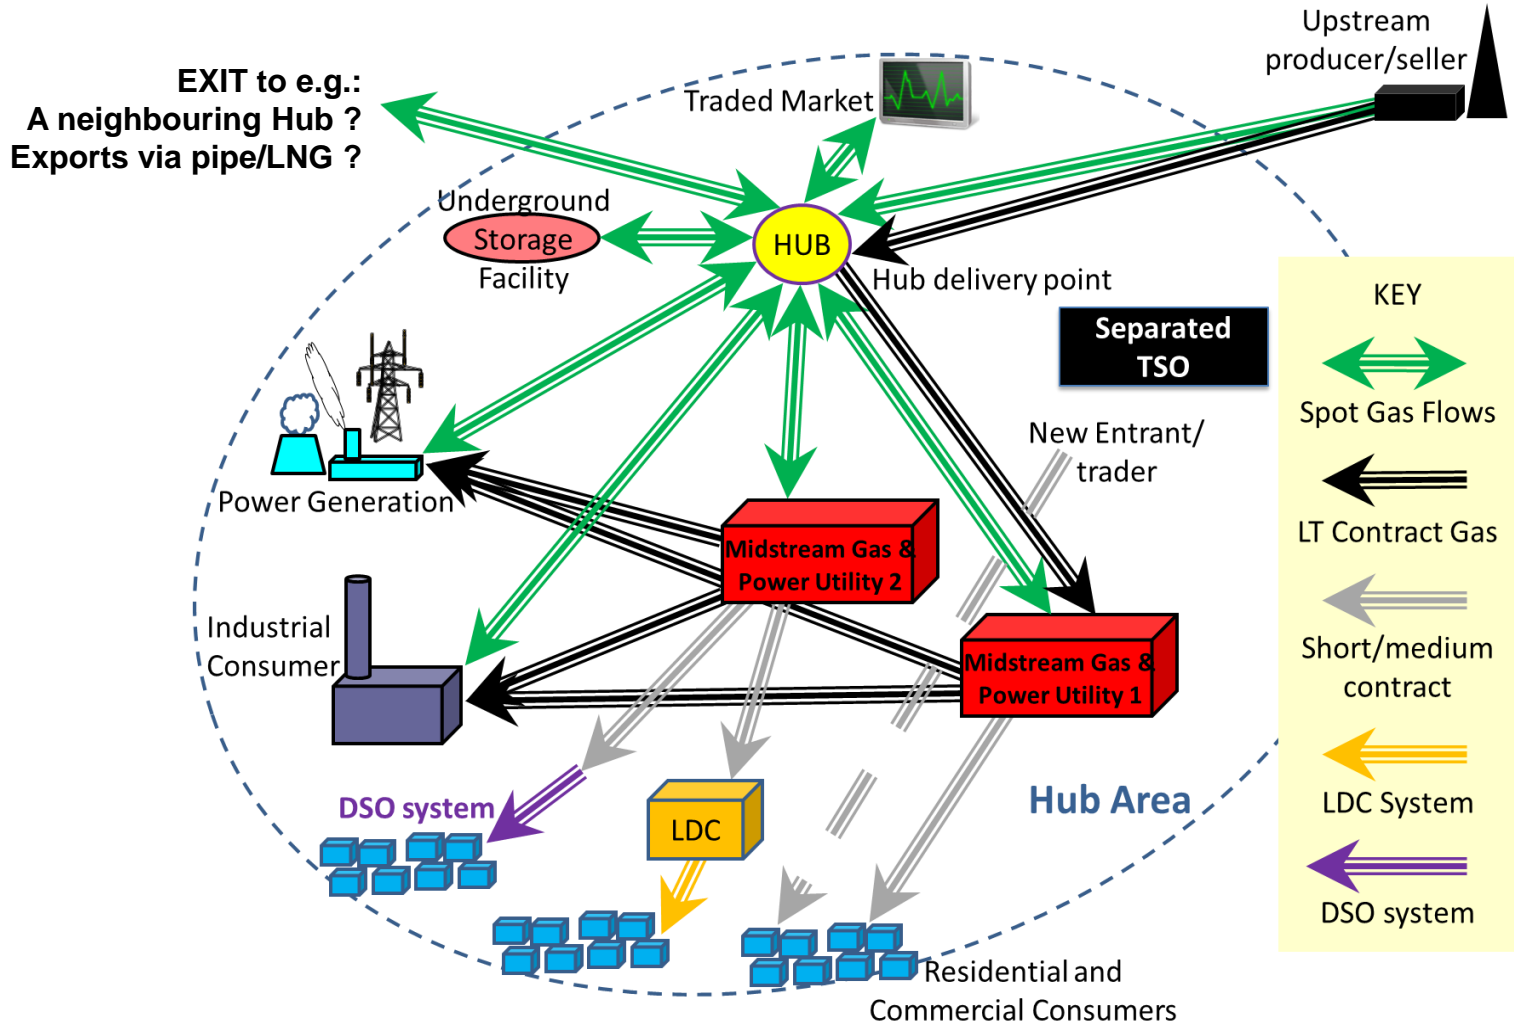 Upstream
producer/seller
EXIT to e.g.:
A neighbouring Hub ?
Exports via pipe/LNG ?
Traded Market
Underground
Storage
Facility
HUB
Hub delivery point
Separated
TSO
New Entrant/
trader
Power Generation
Midstream Gas &
Power Utility 2
Industrial
Consumer
Midstream Gas &
Power Utility 1
DSO system
LDC
Hub Area
Residential and
Commercial Consumers
KEY
Spot Gas Flows
LT Contract Gas
Short/medium
contract
LDC System
DSO system